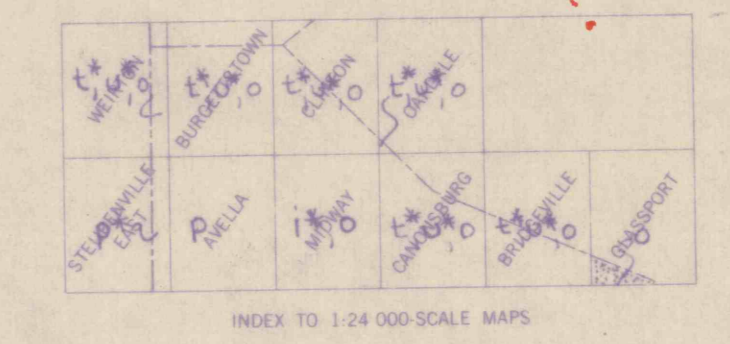 WEIRTON
t*, u*, o
BURGETTSTOWN
t*, u*, o
CLINTON
t*, u*, o
OAKDALE
t*, u*, o
STEUBENVILLE
EAST
p*
AVELLA
p
MIDWAY
i*, o
CANONSBURG
t*, u*, o
BRIDGEVILLE
t*, u*, o
GLASSPORT
o
INDEX TO 1:24 000-SCALE MAPS